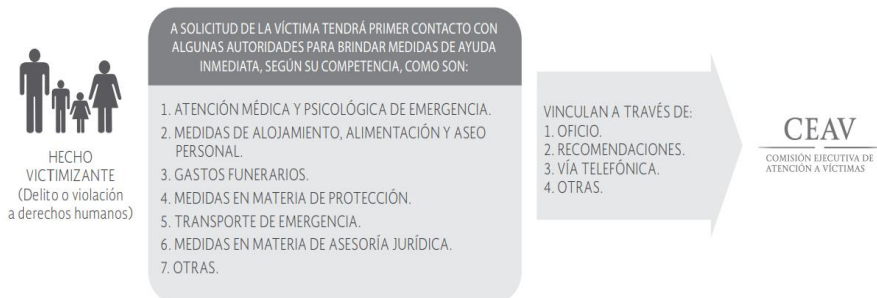 HECHO
VICTIMIZANTE
(Delito o violación
a derechos humanos)
A SOLICITUD DE LA VÍCTIMA TENDRÁ PRIMER CONTACTO CON
ALGUNAS AUTORIDADES PARA BRINDAR MEDIDAS DE AYUDA
INMEDIATA, SEGÚN SU COMPETENCIA, COMO SON:
1. ATENCIÓN MÉDICA Y PSICOLÓGICA DE EMERGENCIA.
2. MEDIDAS DE ALOJAMIENTO, ALIMENTACIÓN Y ASEO
PERSONAL.
3. GASTOS FUNERARIOS.
4. MEDIDAS EN MATERIA DE PROTECCIÓN.
5. TRANSPORTE DE EMERGENCIA.
6. MEDIDAS EN MATERIA DE ASESORÍA JURÍDICA.
7. OTRAS.
VINCULAN A TRAVÉS DE:
1. OFICIO.
2. RECOMENDACIONES.
3. VÍA TELEFÓNICA.
4. OTRAS.
CEAV
COMISIÓN EJECUTIVA DE
ATENCIÓN A VÍCTIMAS